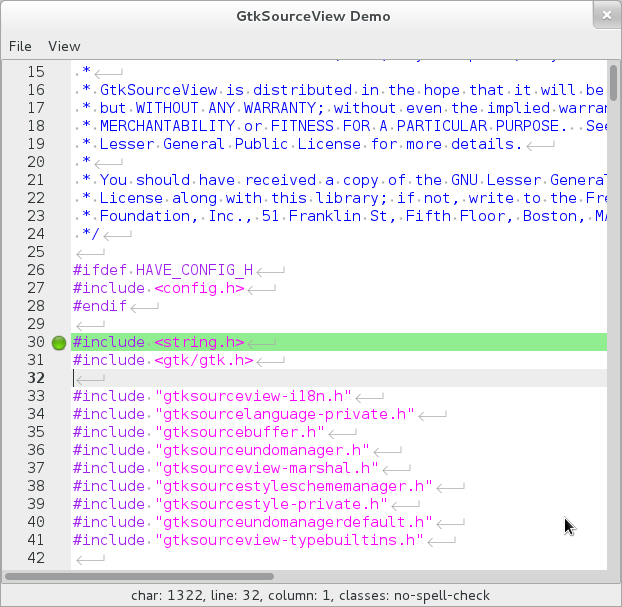 GtkSourceView Demo
File View
15 *
16 * GtkSourceView is distributed in the hope that it will be
17 * but WITHOUT ANY WARRANTY; without even the implied
18 * MERCHANTABILITY or FITNESS FOR A PARTICULAR PURPOSE. See
19 * Lesser General Public License for more details.
20 *
21 * You should have received a copy of the GNU Lesser General
22 * License along with this library; if not, write to the
23 * Foundation, Inc., 51 Franklin St, Fifth Floor, Boston,
24 */
25
26 #ifdef HAVE_CONFIG_H
27 #include <config.h>
28 #endif
29
30 #include <string.h>
31 #include <gtk/gtk.h>
32
33 #include "gtksourceview-i18n.h"
34 #include "gtksourcelanguage-private.h"
35 #include "gtksourcebuffer.h"
36 #include "gtksourceundomanager.h"
37 #include "gtksourceview-marshal.h"
38 #include "gtksourcestyleschememanager.h"
39 #include "gtksourcestyle-private.h"
40 #include "gtksourceundomanagerdefault.h"
41 #include "gtksourceview-typebuiltins.h"
42
char: 1322, line: 32, column: 1, classes: no-spell-check